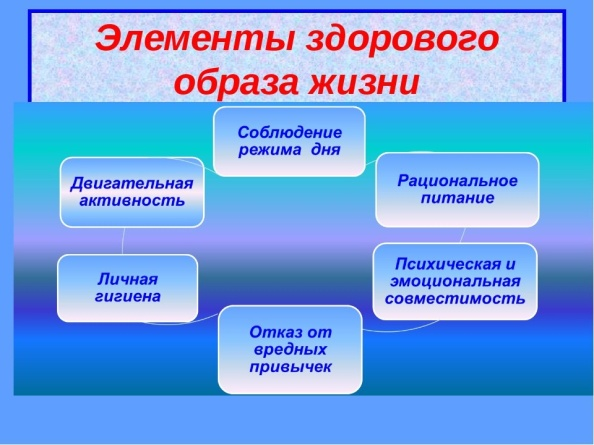 Элементы здорового
образа жизни
Соблюдение
режима дня
Рациональное
питание
Психическая и
эмоциональная
совместимость
Отказ от
вредных
привычек
Личная
гигиена
Двигательная
активность